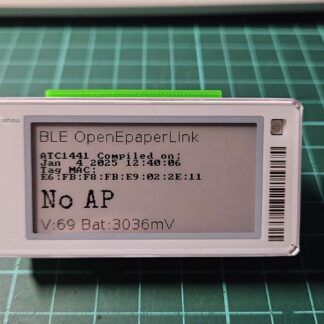 BLE OpenEpaperLink
ATC1441 Compiled on:
Jan 4 2025 12:40:06
Tag MAC:
E6:FB:F8:FB:E9:02:2E:11
No AP
V:69 Bat:3036mV